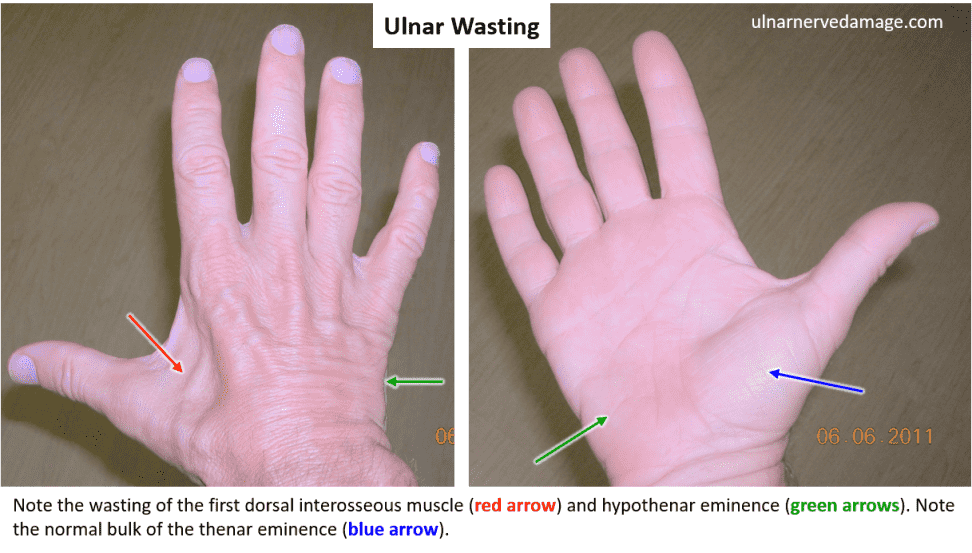 Ulnar Wasting
ulnarnervedamage.com
06
06 06 2011
Note the wasting of the first dorsal interosseous muscle (red arrow) and hypothenar eminence (green arrows). Note
the normal bulk of the thenar eminence (blue arrow).